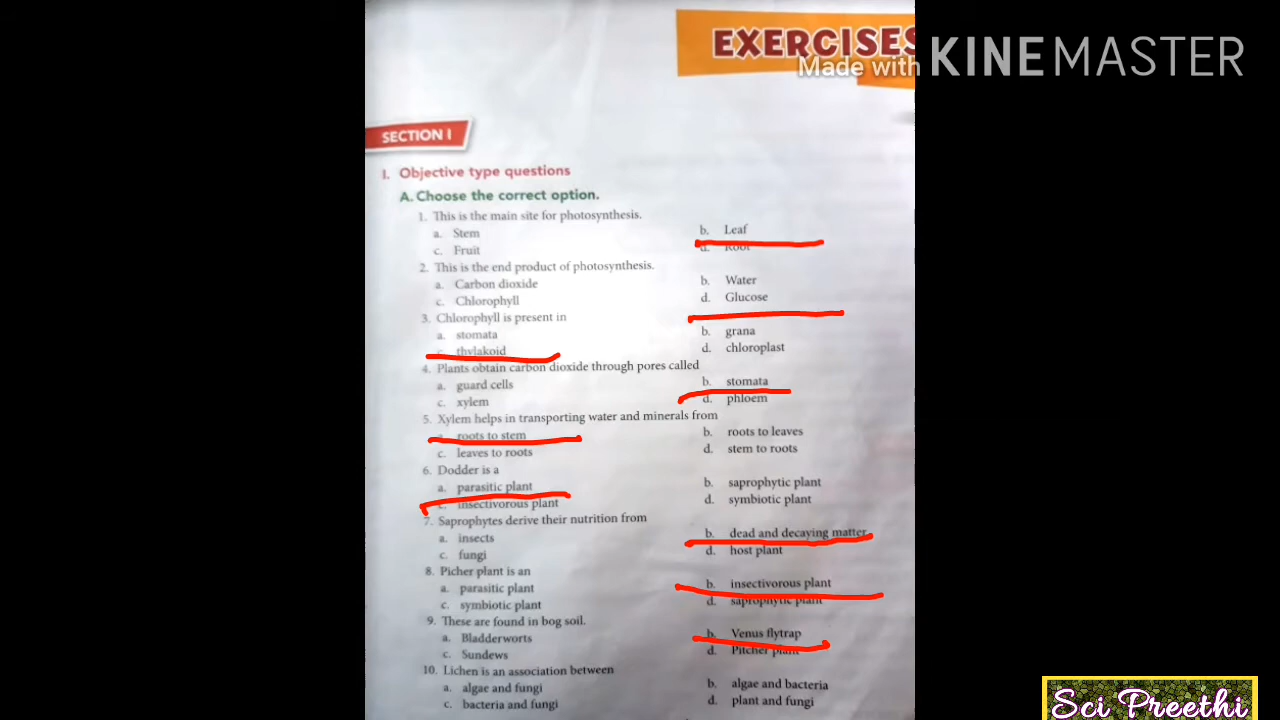 EXERCISES
Made with KINEMASTER
SECTION I
I. Objective type questions
A. Choose the correct option.
1. This is the main site for photosynthesis.
a. Stem
b. Leaf
c. Fruit
d. Root
2. This is the end product of photosynthesis.
a. Carbon dioxide
b. Water
c. Chlorophyll
d. Glucose
3. Chlorophyll is present in
a. stomata
b. grana
c. thylakoid
d. chloroplast
4. Plants obtain carbon dioxide through pores called
a. guard cells
b. stomata
c. xylem
d. phloem
5. Xylem helps in transporting water and minerals from
a. roots to stem
b. roots to leaves
c. leaves to roots
d. stem to roots
6. Dodder is a
a. parasitic plant
b. saprophytic plant
c. insectivorous plant
d. symbiotic plant
7. Saprophytes derive their nutrition from
a. insects
b. dead and decaying matter
c. fungi
d. host plant
8. Picher plant is an
a. parasitic plant
b. insectivorous plant
c. symbiotic plant
d. saprophytic plant
9. These are found in bog soil.
a. Bladderworts
b. Venus flytrap
c. Sundews
d. Pitcher plant
10. Lichen is an association between
a. algae and fungi
b. algae and bacteria
c. bacteria and fungi
d. plant and fungi
Sci Preethi